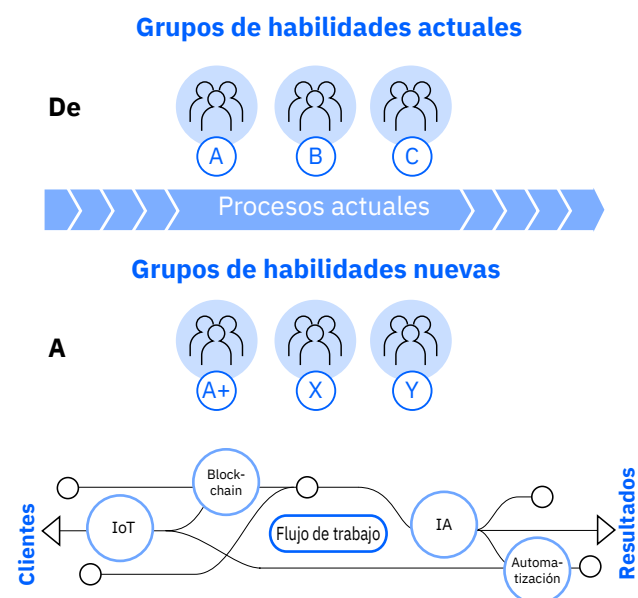 Grupos de habilidades actuales
De
A
B
C
Procesos actuales
Grupos de habilidades nuevas
A
A+
X
Y
Clientes
IoT
Block-
chain
Flujo de trabajo
IA
Automa-
tización
Resultados